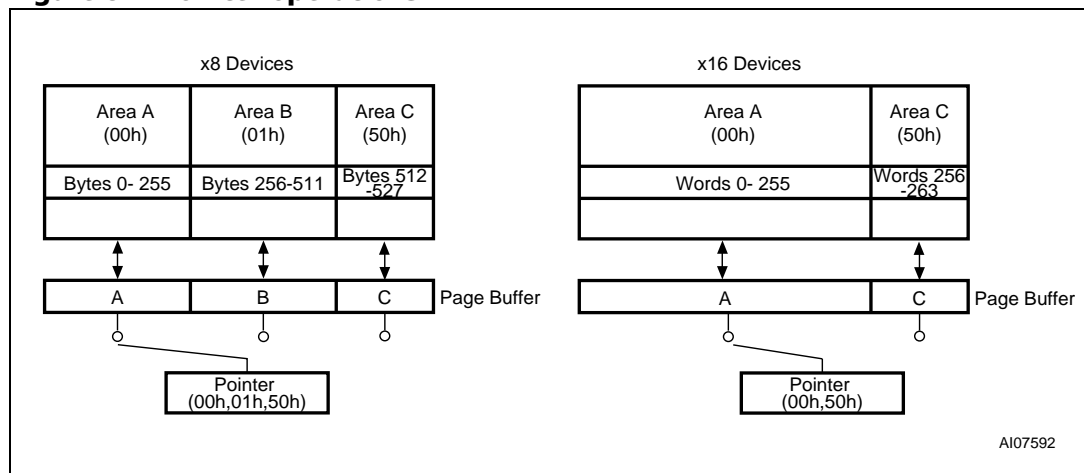 x8 Devices
Area A
(00h)
Area B
(01h)
Area C
(50h)
Bytes 0- 255
Bytes 256-511
Bytes 512
-527
A
B
C
Page Buffer
Pointer
(00h,01h,50h)
x16 Devices
Area A
(00h)
Area C
(50h)
Words 0- 255
Words 256
-263
A
C
Page Buffer
Pointer
(00h,50h)
AI07592